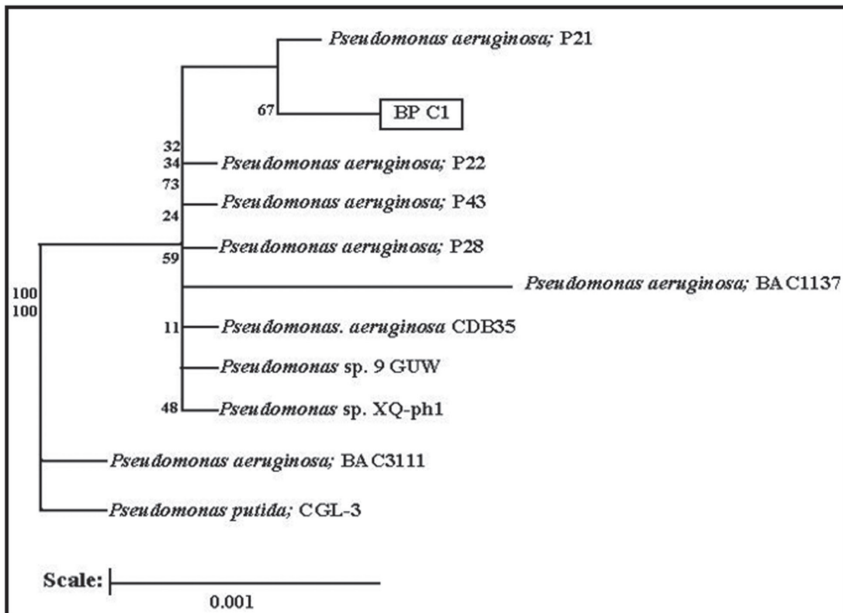 Pseudomonas aeruginosa; P21
67
BP C1
32
34
Pseudomonas aeruginosa; P22
73
Pseudomonas aeruginosa; P43
24
Pseudomonas aeruginosa; P28
59
Pseudomonas aeruginosa; BAC1137
100
100
11
Pseudomonas. aeruginosa CDB35
Pseudomonas sp. 9 GUW
48
Pseudomonas sp. XQ-ph1
Pseudomonas aeruginosa; BAC3111
Pseudomonas putida; CGL-3
Scale:
0.001